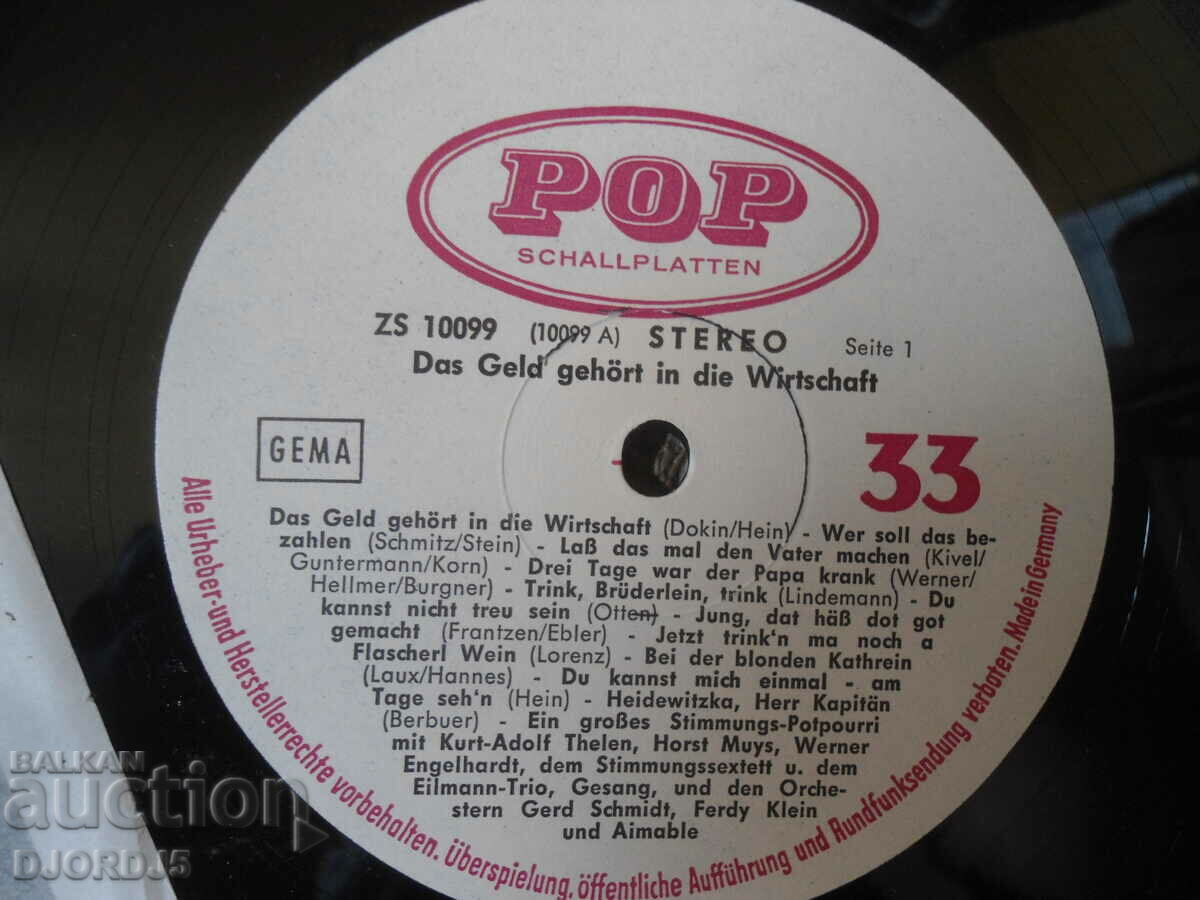 POP
SCHALLPLATTEN
ZS 10099 (10099 A) STEREO Seite 1
Das Geld gehört in die Wirtschaft
GEMA
33
Das Geld gehört in die Wirtschaft (Dokin/Hein) - Wer soll das be-
zahlen (Schmitz/Stein) - Laß das mal den Vater machen (Kivel/
Guntermann/Korn) - Drei Tage war der Papa krank (Werner/
Hellmer/Burgner) - Trink, Brüderlein, trink (Lindemann) - Du
kannst nicht treu sein (Otten) - Jung, dat häß dot got
gemacht (Frantzen/Ebler) - Jetzt trink'n ma noch a
Flascherl Wein (Lorenz) - Bei der blonden Kathrein
(Laux/Hannes) - Du kannst mich einmal - am
Tage seh'n (Hein) - Heidewitzka, Herr Kapitän
(Berbuer) - Ein großes Stimmungs-Potpourri
mit Kurt-Adolf Thelen, Horst Muys, Werner
Engelhardt, dem Stimmungssextett u. dem
Eilmann-Trio, Gesang, und den Orche-
stern Gerd Schmidt, Ferdy Klein
und Aimable
Alle Urheber-und Herstellerrechte vorbehalten. Überspielung, öffentliche Aufführung und Rundfunksendung verboten. Made in Germany
BALKAN
auction
DJORDJ5